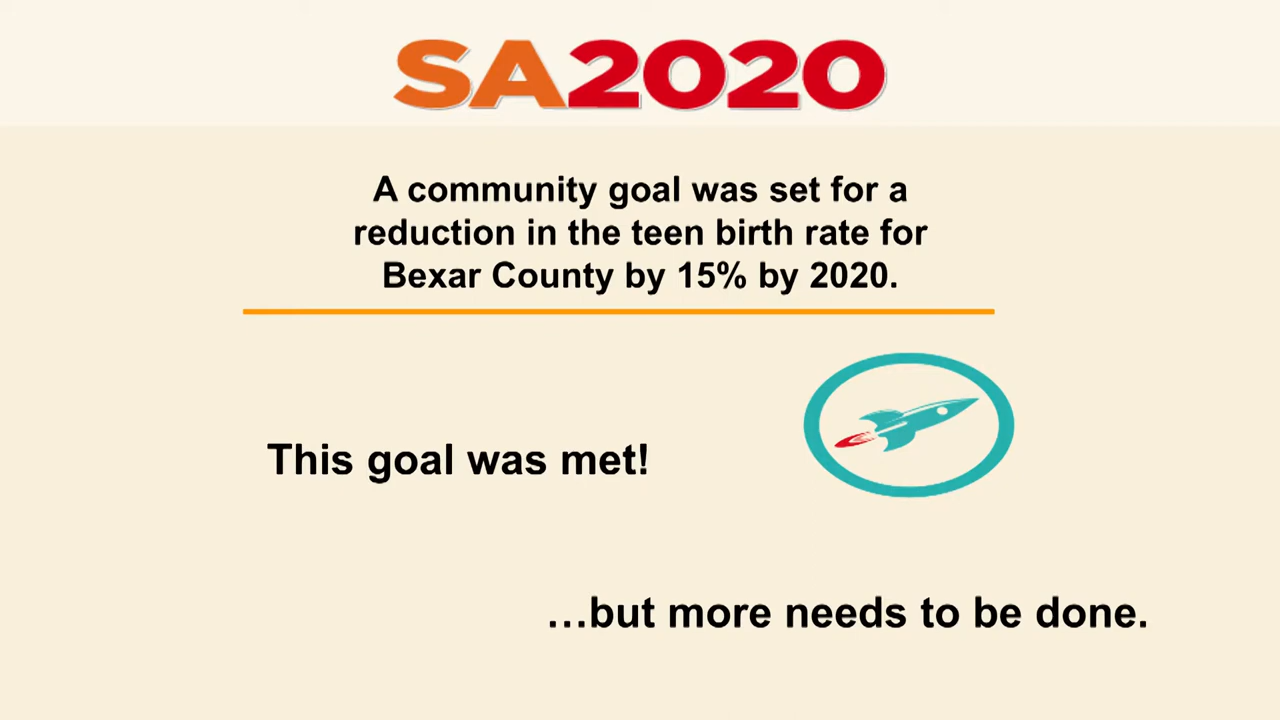 SA2020
A community goal was set for a
reduction in the teen birth rate for
Bexar County by 15% by 2020.
This goal was met!
…but more needs to be done.